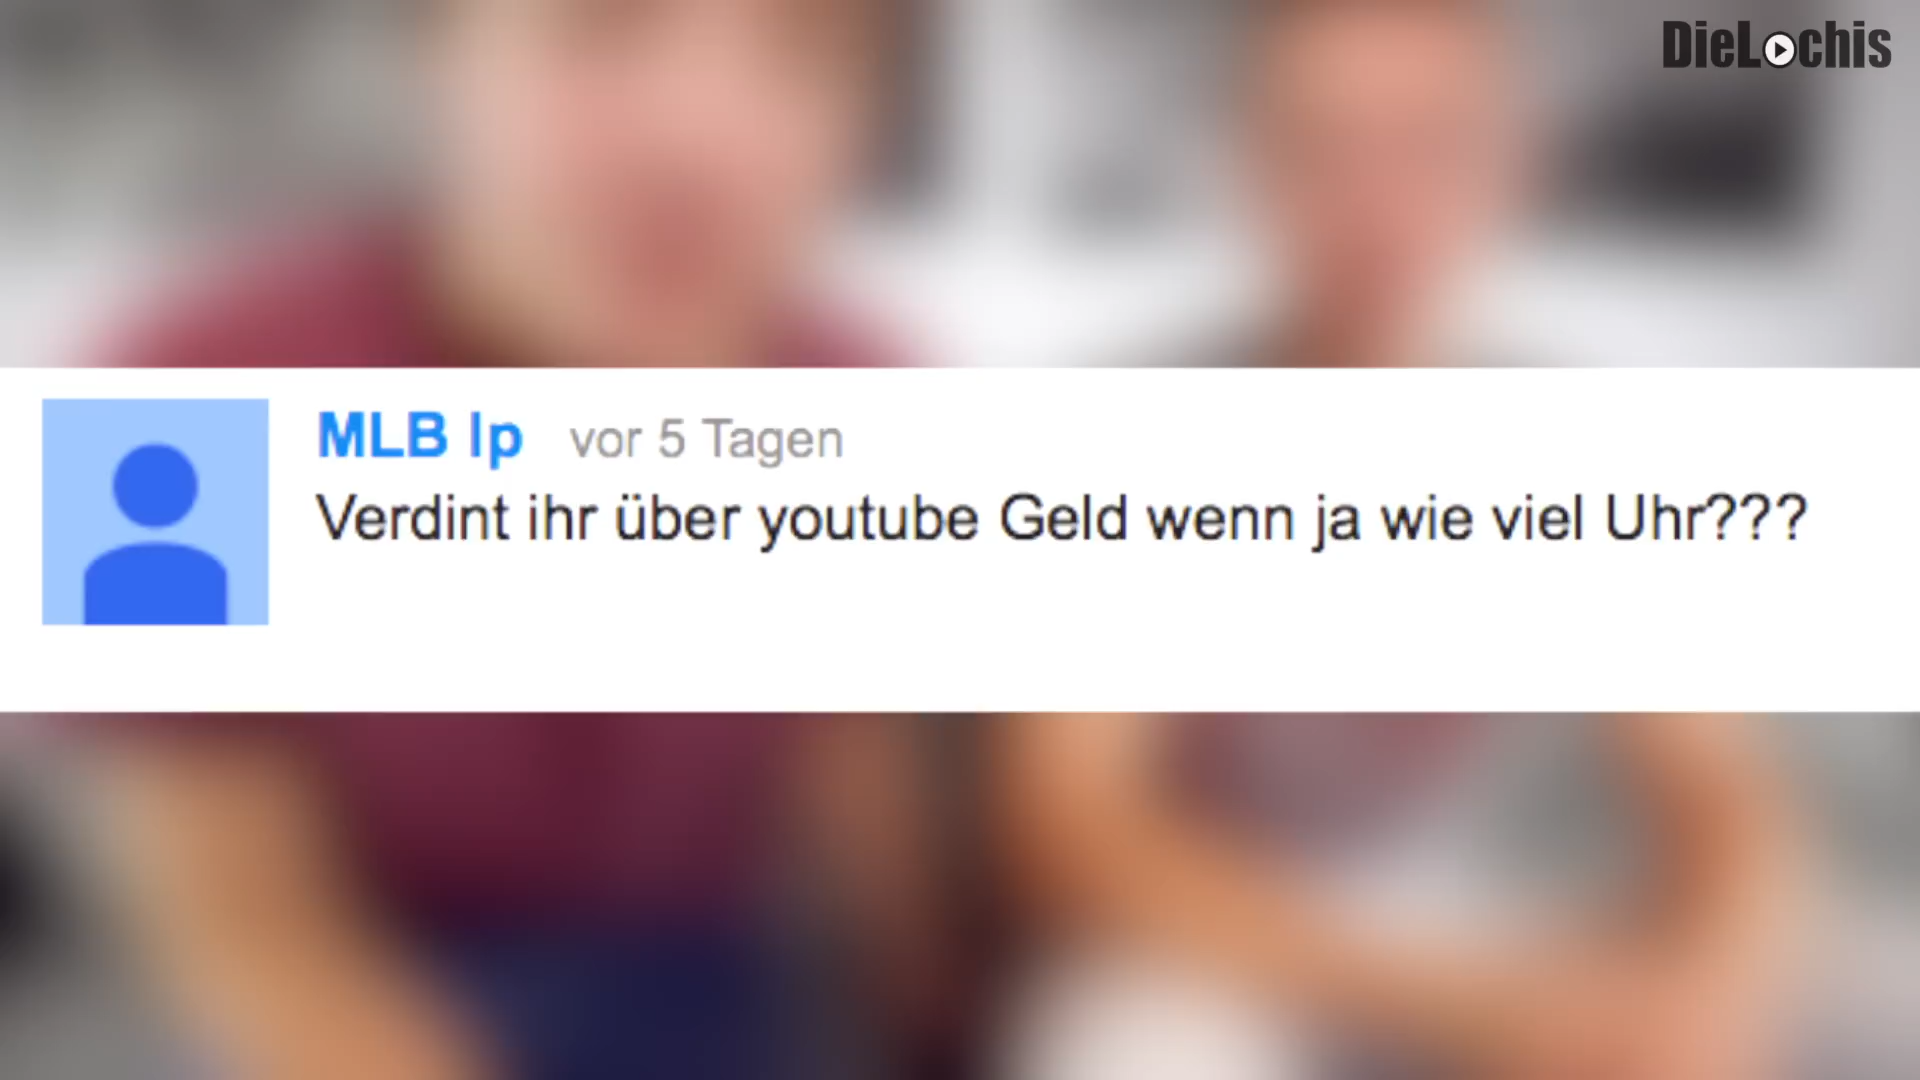 DieLochis
MLB lp vor 5 Tagen
Verdint ihr über youtube Geld wenn ja wie viel Uhr???